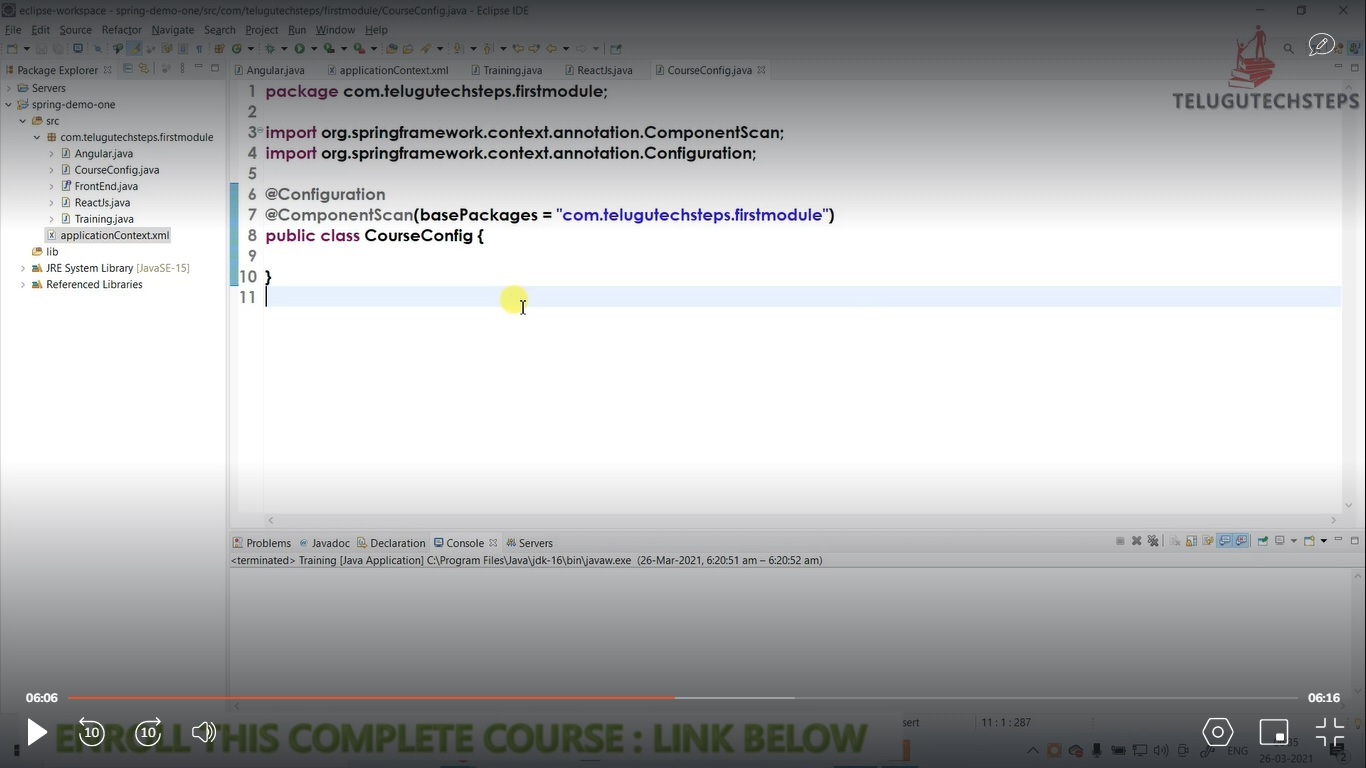 eclipse-workspace - spring-demo-one/src/com/telugutechsteps/firstmodule/CourseConfig.java - Eclipse IDE
File Edit Source Refactor Navigate Search Project Run Window Help
Package Explorer
Angular.java applicationContext.xml Training.java ReactJs.java CourseConfig.java
TELUGUTECHSTEPS
Servers
spring-demo-one
src
com.telugutechsteps.firstmodule
Angular.java
CourseConfig.java
FrontEnd.java
ReactJs.java
Training.java
applicationContext.xml
lib
JRE System Library [JavaSE-15]
Referenced Libraries
1 package com.telugutechsteps.firstmodule;
2
3 import org.springframework.context.annotation.ComponentScan;
4 import org.springframework.context.annotation.Configuration;
5
6 @Configuration
7 @ComponentScan(basePackages = "com.telugutechsteps.firstmodule")
8 public class CourseConfig {
9
10 }
11
Problems Javadoc Declaration Console Servers
<terminated> Training [Java Application] C:\Program Files\Java\jdk-16\bin\javaw.exe (26-Mar-2021, 6:20:51 am – 6:20:52 am)
06:06 06:16
10 10
ENROLL THIS COMPLETE COURSE : LINK BELOW
sert 11 : 1 : 287
ENG
26-03-2021